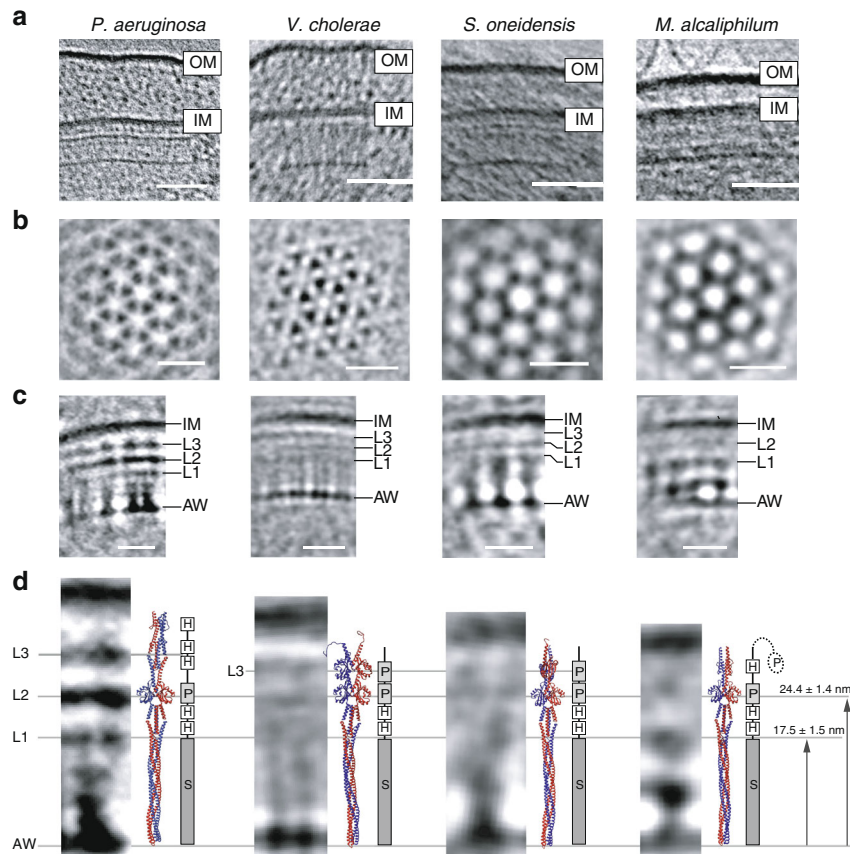 a
P. aeruginosa V. cholerae S. oneidensis M. alcaliphilum
OM OM OM OM
IM IM IM IM
b
c
IM IM IM IM
L3 L3 L3 L2
L2 L2 L2 L1
L1 L1 L1
AW AW AW AW
d
H H H P H H S
P P H H S
P P H H S
H P P H H S
L3
L3
L2
24.4 ± 1.4 nm
L1
17.5 ± 1.5 nm
AW